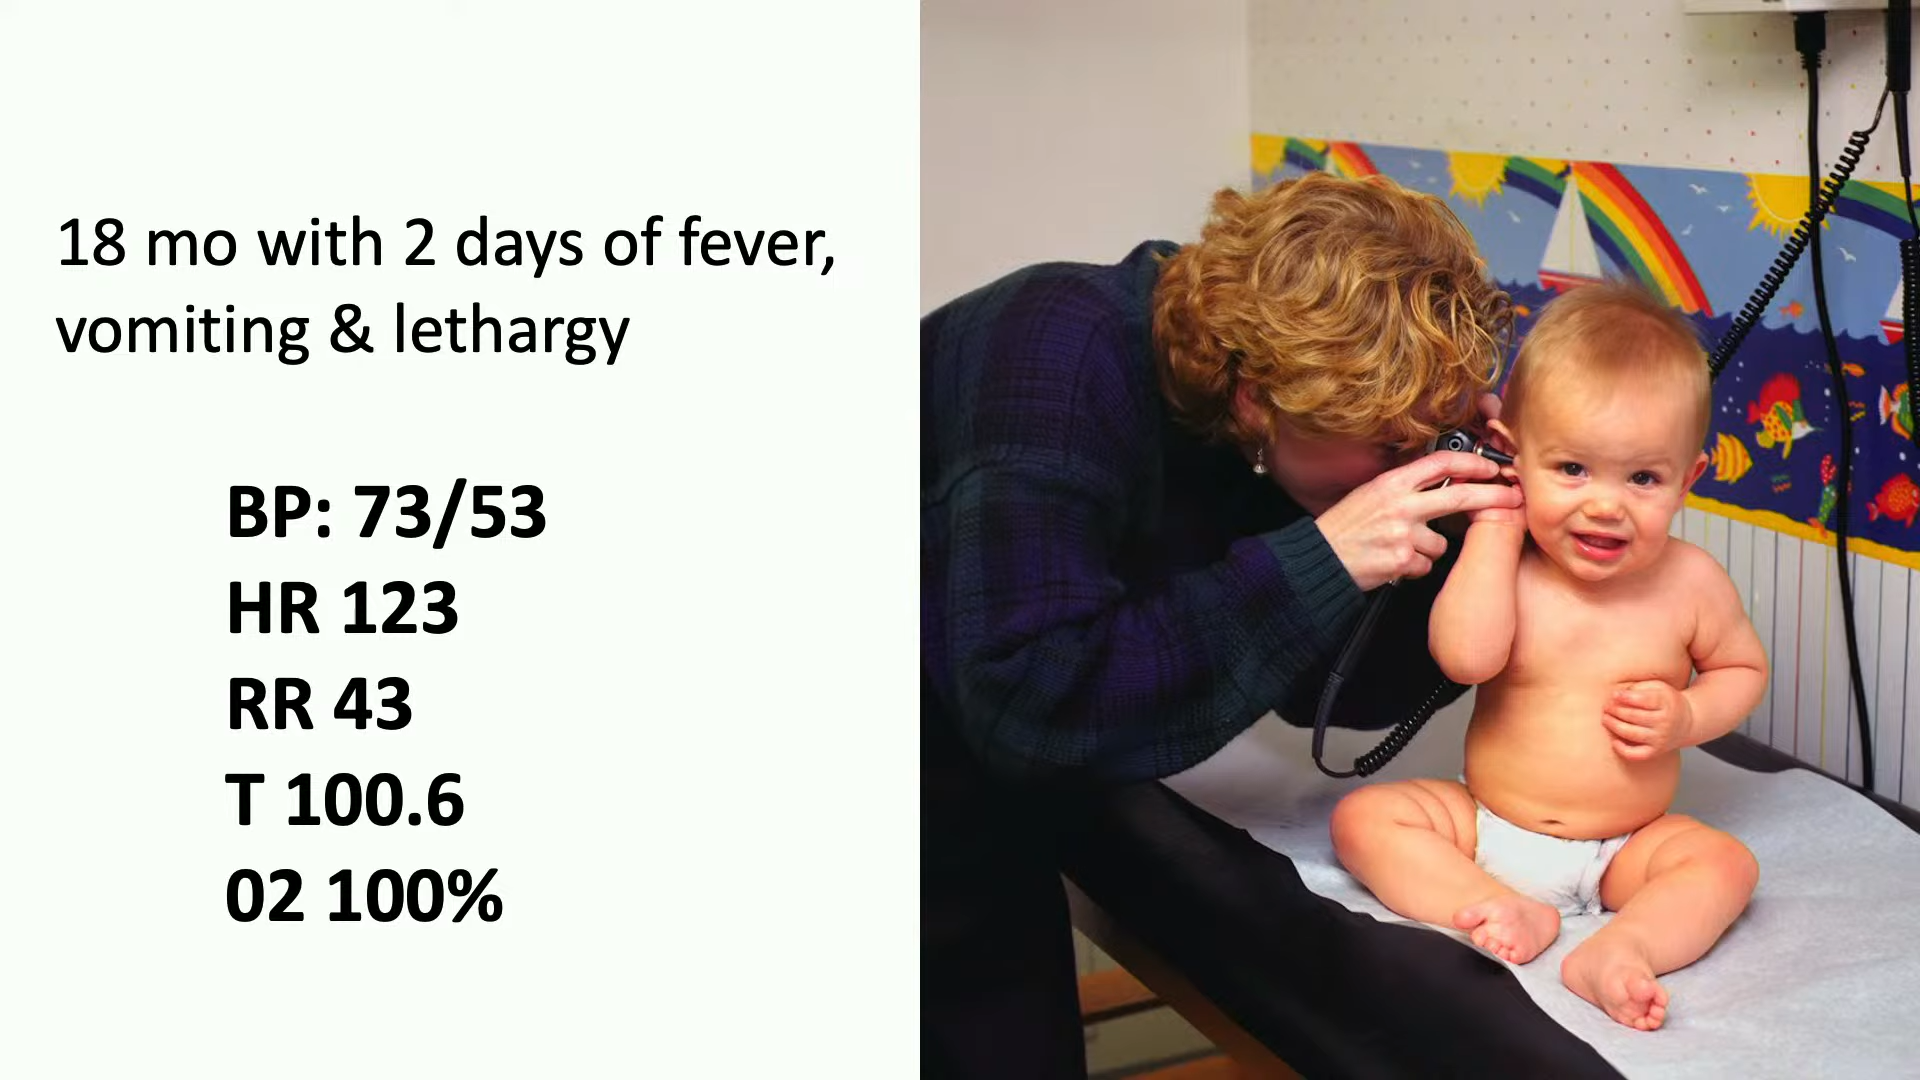 18 mo with 2 days of fever,
vomiting & lethargy
BP: 73/53
HR 123
RR 43
T 100.6
02 100%